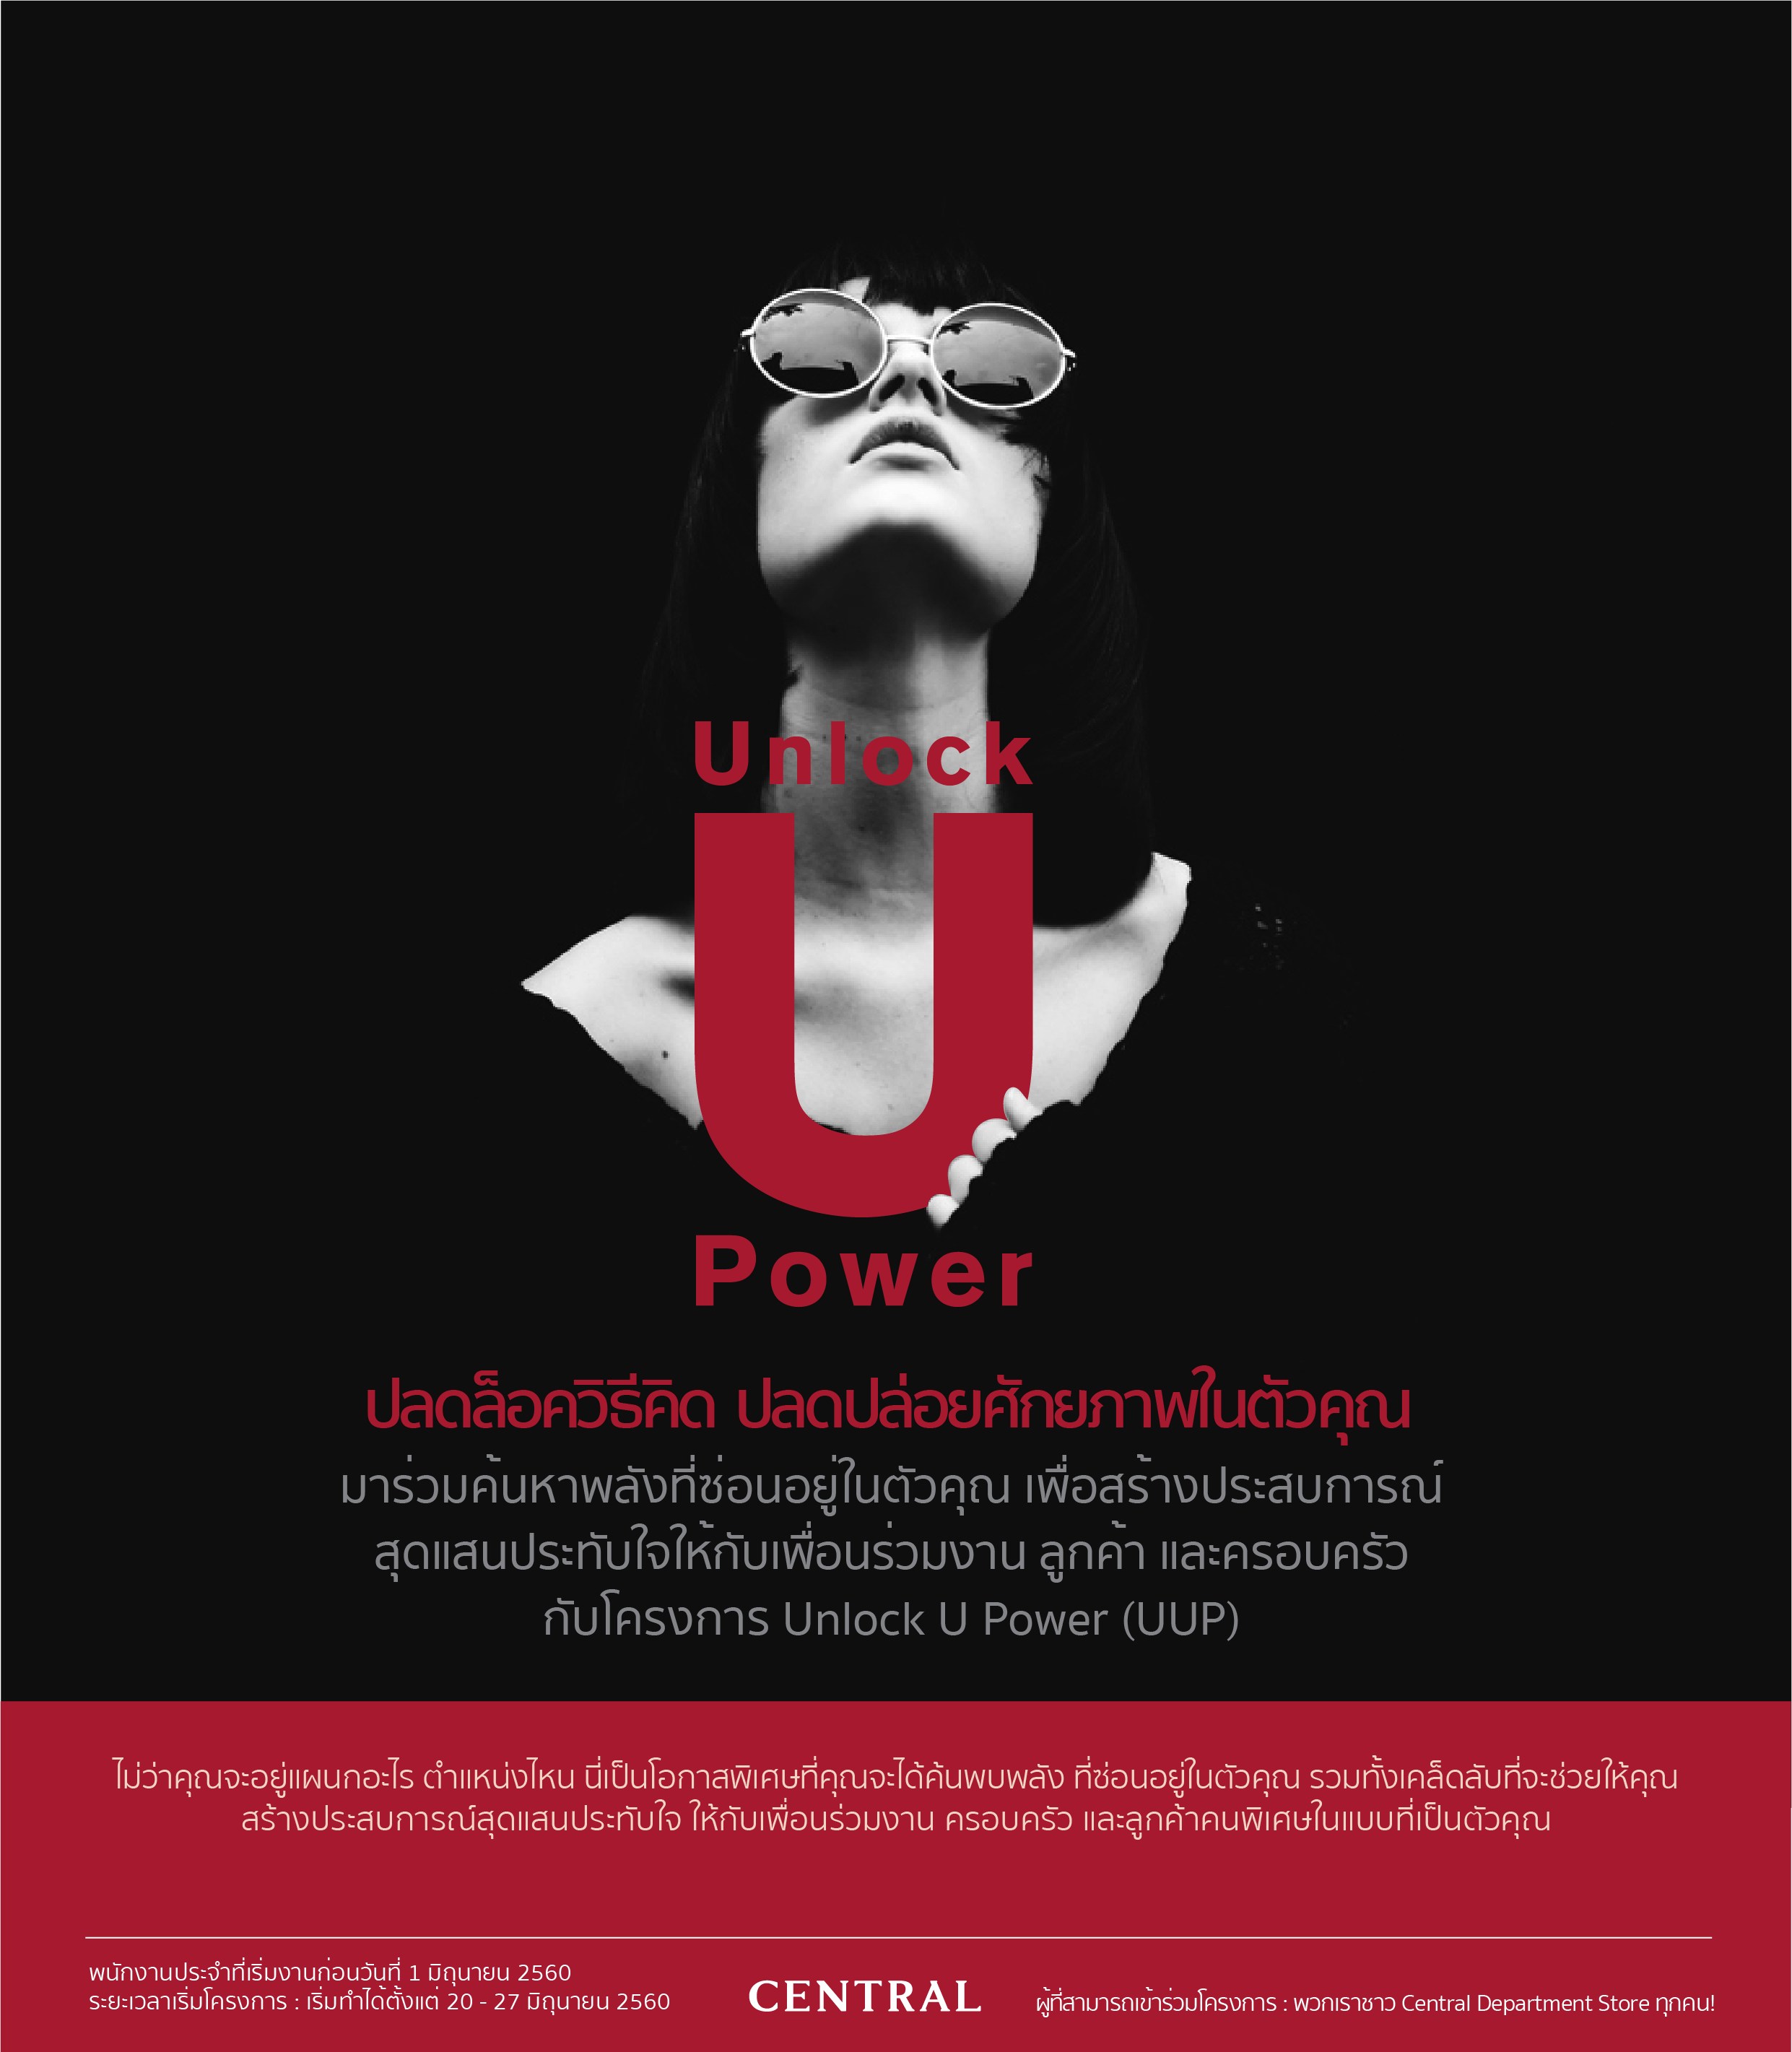 Unlock
U
Power
ปลดล็อควิธีคิด ปลดปล่อยศักยภาพในตัวคุณ
มาร่วมค้นหาพลังที่ซ่อนอยู่ในตัวคุณ เพื่อสร้างประสบการณ์
สุดแสนประทับใจให้กับเพื่อนร่วมงาน ลูกค้า และครอบครัว
กับโครงการ Unlock U Power (UUP)
ไม่ว่าคุณจะอยู่แผนกอะไร ตำแหน่งไหน นี่เป็นโอกาสพิเศษที่คุณจะได้ค้นพบพลัง ที่ซ่อนอยู่ในตัวคุณ รวมทั้งเคล็ดลับที่จะช่วยให้คุณ
สร้างประสบการณ์สุดแสนประทับใจ ให้กับเพื่อนร่วมงาน ครอบครัว และลูกค้าคนพิเศษในแบบที่เป็นตัวคุณ
พนักงานประจำที่เริ่มงานก่อนวันที่ 1 มิถุนายน 2560
ระยะเวลาเริ่มโครงการ : เริ่มทำได้ตั้งแต่ 20 - 27 มิถุนายน 2560
CENTRAL
ผู้ที่สามารถเข้าร่วมโครงการ : พวกเราชาว Central Department Store ทุกคน!